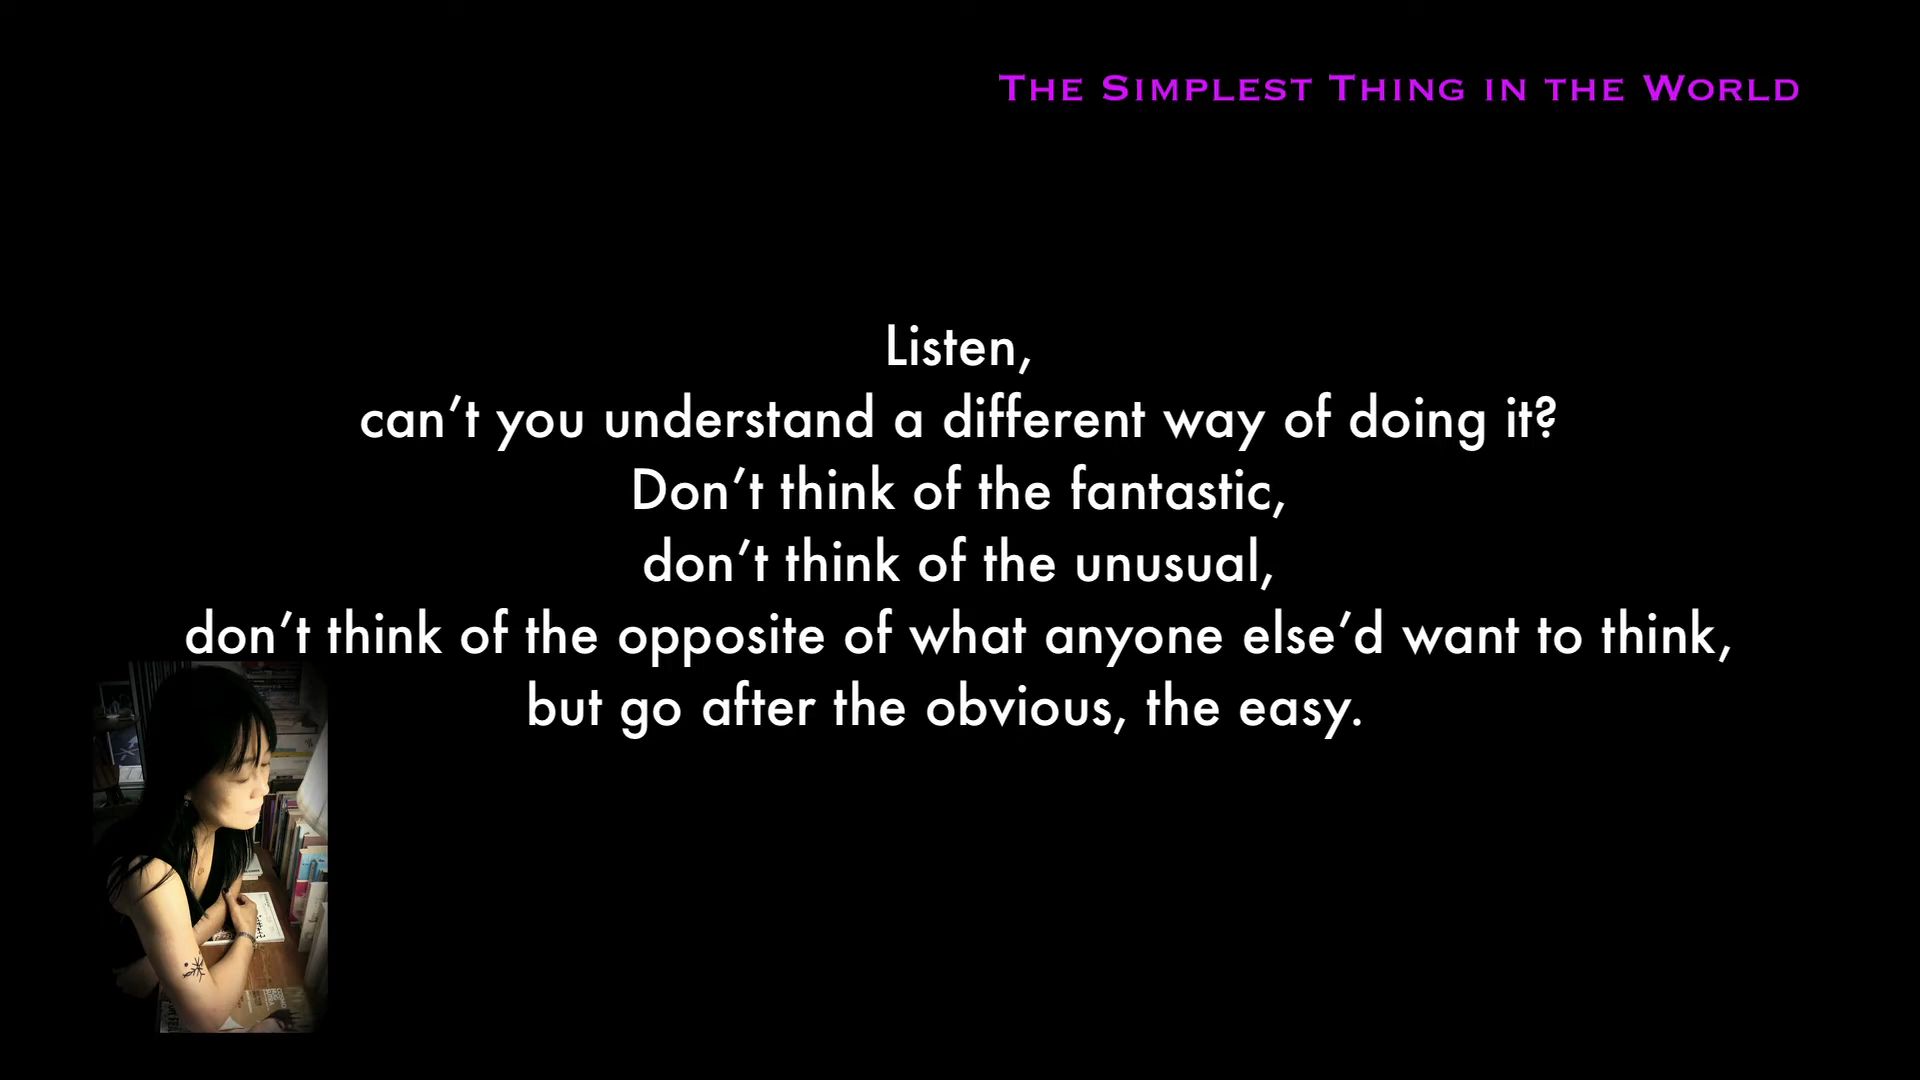 The Simplest Thing in the World
Listen,
can’t you understand a different way of doing it?
Don’t think of the fantastic,
don’t think of the unusual,
don’t think of the opposite of what anyone else’d want to think,
but go after the obvious, the easy.